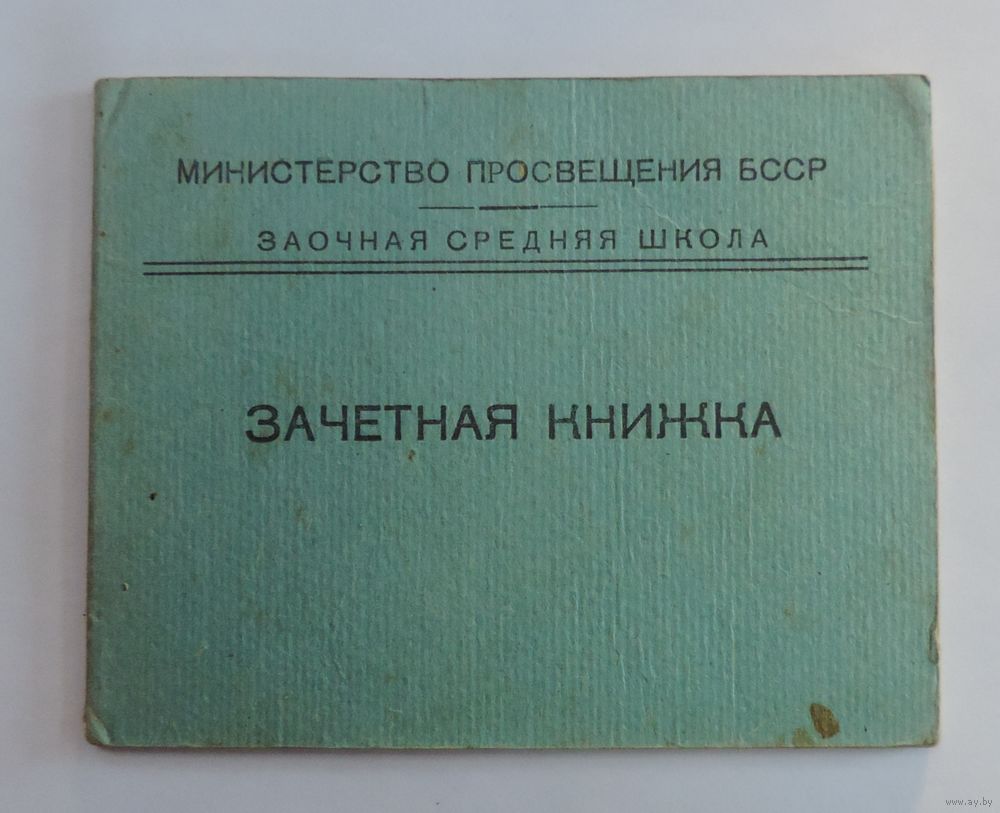 МИНИСТЕРСТВО ПРОСВЕЩЕНИЯ БССР
ЗАОЧНАЯ СРЕДНЯЯ ШКОЛА
ЗАЧЕТНАЯ КНИЖКА
www.ay.by